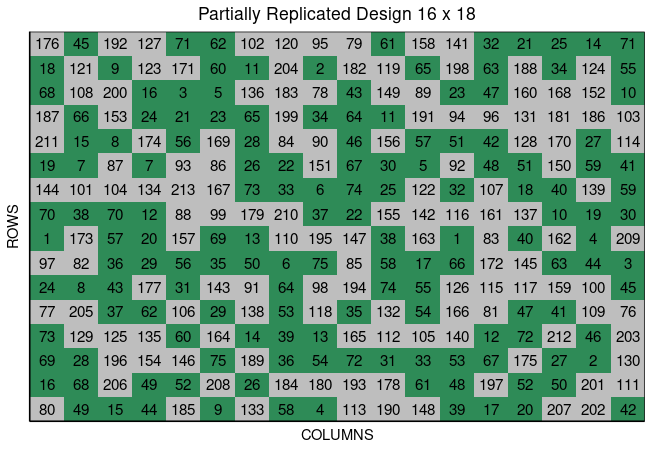 Partially Replicated Design 16 x 18
176 45 192 127 71 62 102 120 95 79 61 158 141 32 21 25 14 71
18 121 9 123 171 60 11 204 2 182 119 65 198 63 188 34 124 55
68 108 200 16 3 5 136 183 78 43 149 89 23 47 160 168 152 10
187 66 153 24 21 23 65 199 34 64 11 191 94 96 131 181 186 103
211 15 8 174 56 169 28 84 90 46 156 57 51 42 128 170 27 114
19 7 87 7 93 86 26 22 151 67 30 5 92 48 51 150 59 41
144 101 104 134 213 167 73 33 6 74 25 122 32 107 18 40 139 59
70 38 70 12 88 99 179 210 37 22 155 142 116 161 137 10 19 30
1 173 57 20 157 69 13 110 195 147 38 163 1 83 40 162 4 209
97 82 36 29 56 35 50 6 75 85 58 17 66 172 145 63 44 3
24 8 43 177 31 143 91 64 98 194 74 55 126 115 117 159 100 45
77 205 37 62 106 29 138 53 118 35 132 54 166 81 47 41 109 76
73 129 125 135 60 164 14 39 13 165 112 105 140 12 72 212 46 203
69 28 196 154 146 75 189 36 54 72 31 33 53 67 175 27 2 130
16 68 206 49 52 208 26 184 180 193 178 61 48 197 52 50 201 111
80 49 15 44 185 9 133 58 4 113 190 148 39 17 20 207 202 42
ROWS
COLUMNS